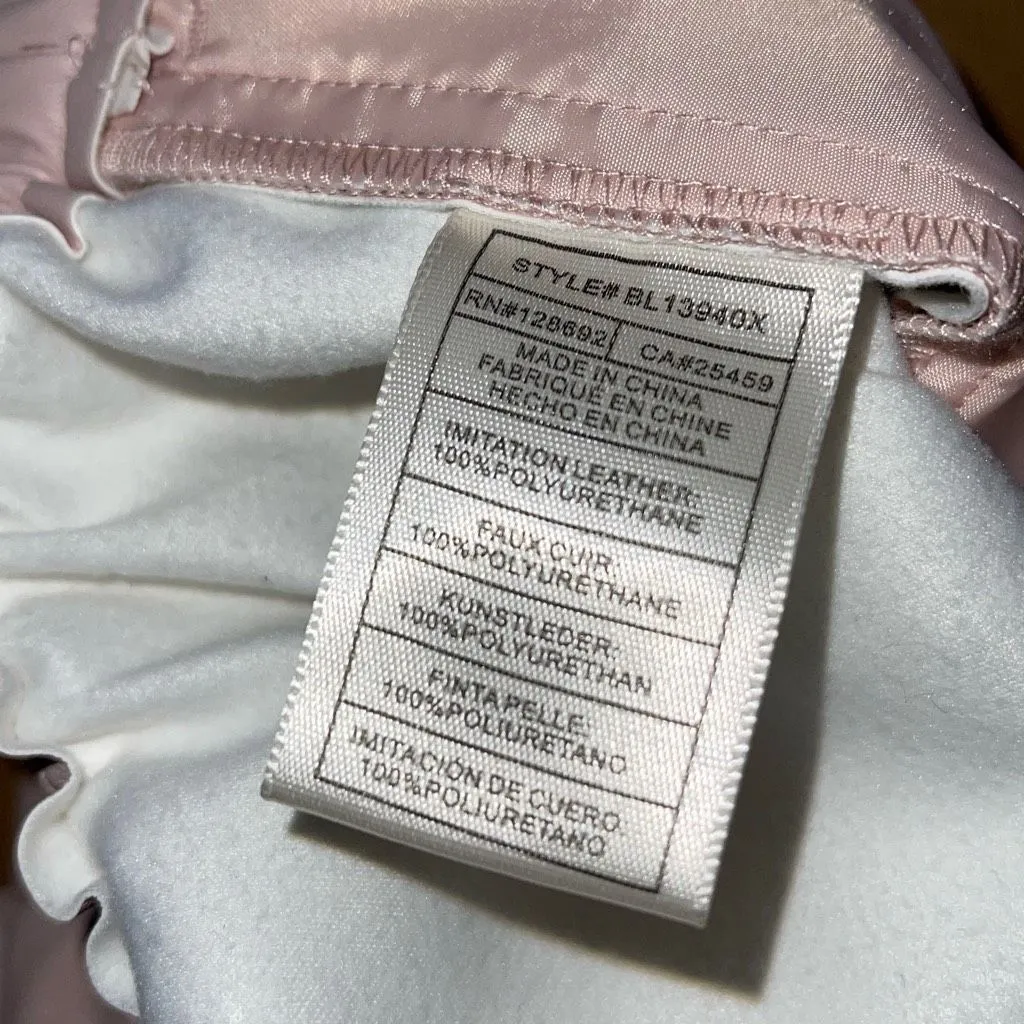 STYLE# BL13940X
RN#128692 CA#25459
MADE IN CHINA
FABRIQUÉ EN CHINE
HECHO EN CHINA
IMITATION LEATHER:
100%POLYURETHANE
FAUX CUIR:
100%POLYURÉTHANE
KUNSTLEDER:
100%POLYURETHAN
FINTA PELLE:
100%POLIURETANO
IMITACIÓN DE CUERO:
100%POLIURETANO